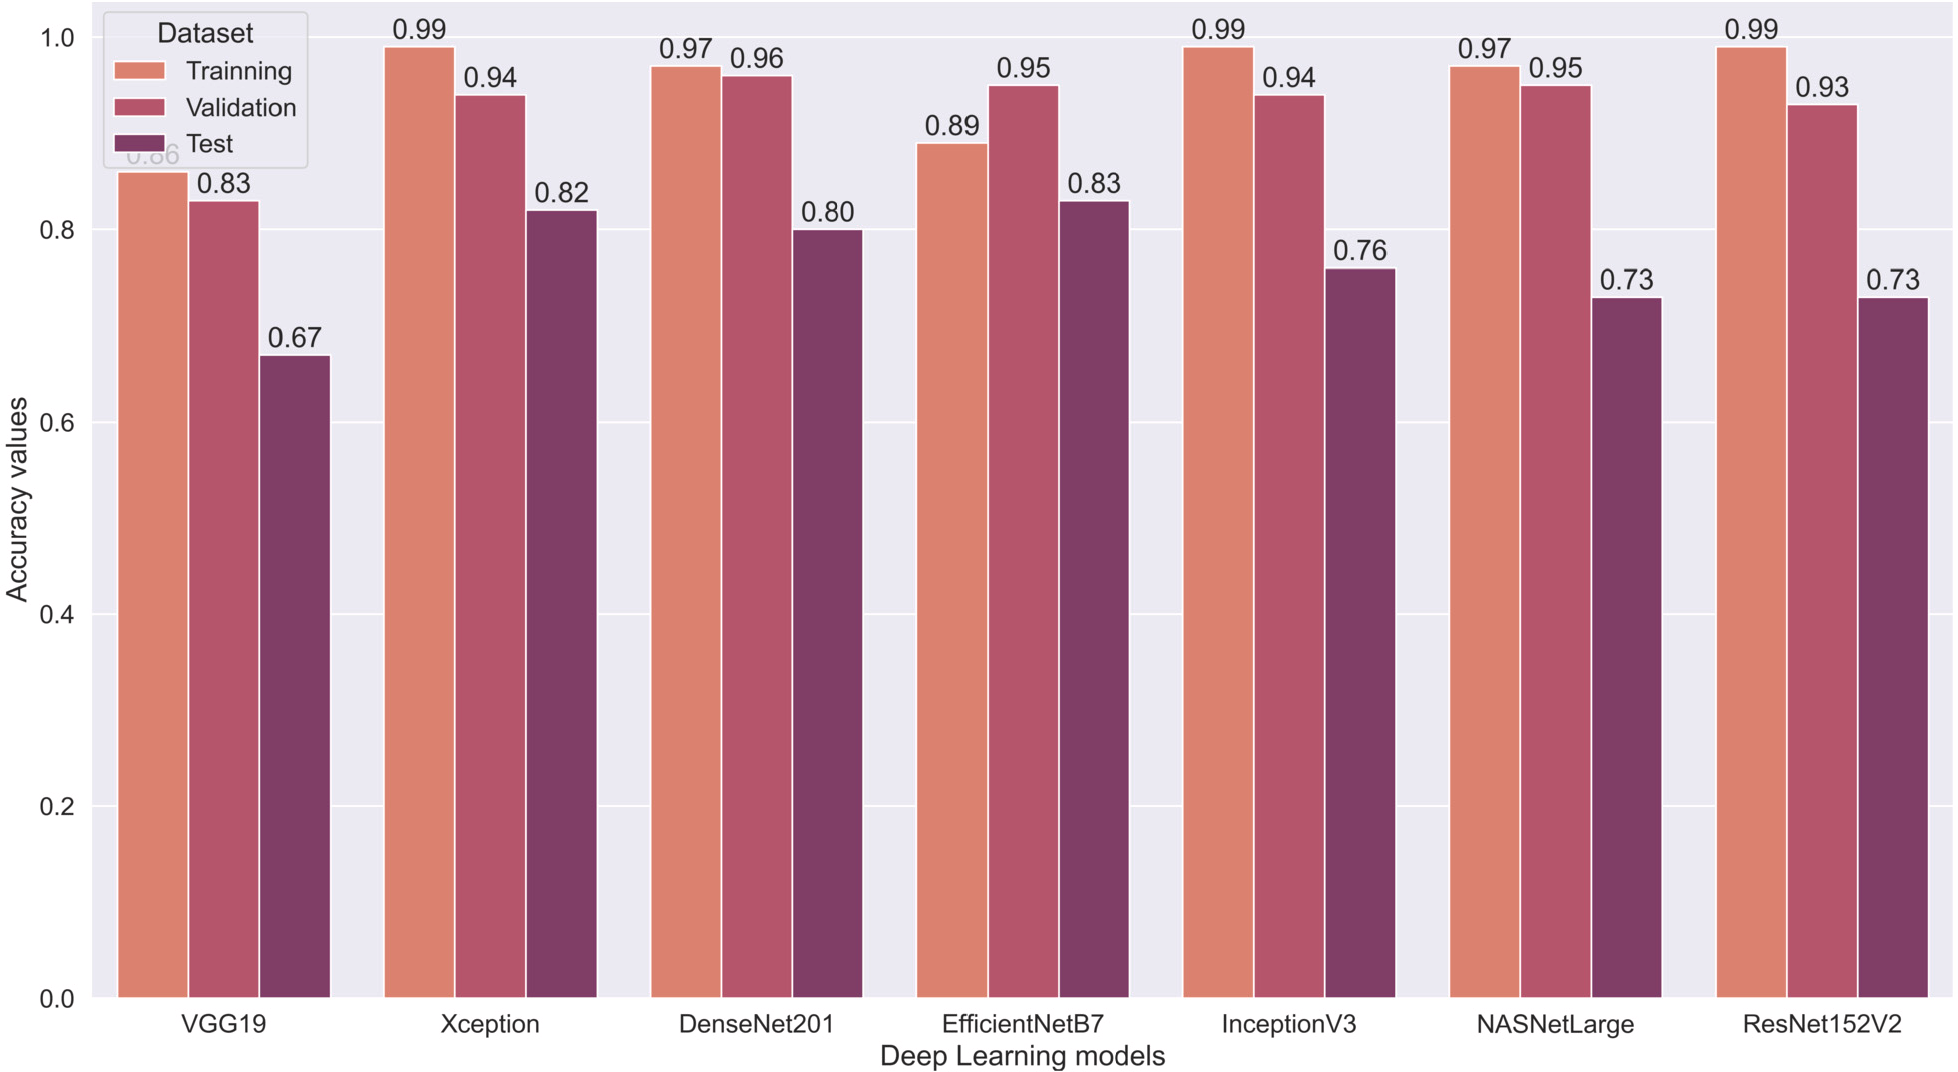 Dataset
Trainning
Validation
Test
1.0
0.8
0.6
0.4
0.2
0.0
Accuracy values
0.86
0.83
0.67
0.99
0.94
0.82
0.97
0.96
0.80
0.89
0.95
0.83
0.99
0.94
0.76
0.97
0.95
0.73
0.99
0.93
0.73
VGG19
Xception
DenseNet201
EfficientNetB7
InceptionV3
NASNetLarge
ResNet152V2
Deep Learning models